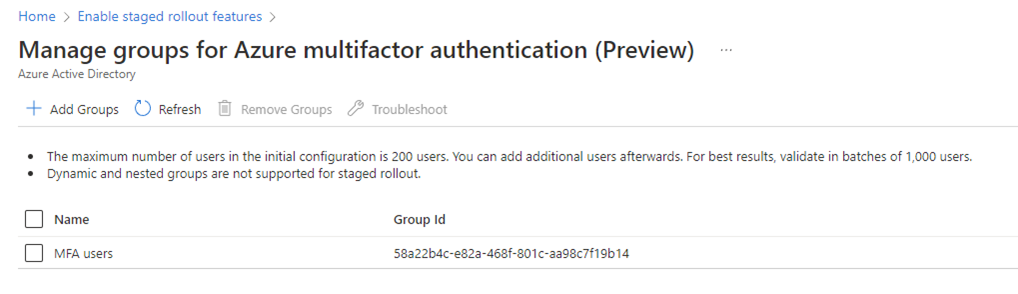 Home > Enable staged rollout features >
Manage groups for Azure multifactor authentication (Preview) ...
Azure Active Directory
+ Add Groups Refresh Remove Groups Troubleshoot
• The maximum number of users in the initial configuration is 200 users. You can add additional users afterwards. For best results, validate in batches of 1,000 users.
• Dynamic and nested groups are not supported for staged rollout.
Name Group Id
MFA users 58a22b4c-e82a-468f-801c-aa98c7f19b14